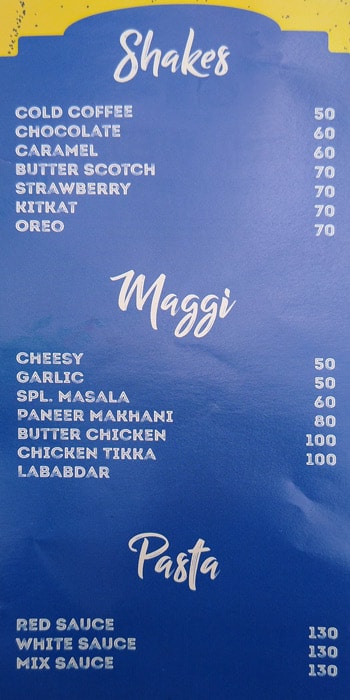 Shakes
COLD COFFEE 50
CHOCOLATE 60
CARAMEL 60
BUTTER SCOTCH 70
STRAWBERRY 70
KITKAT 70
OREO 70
Maggi
CHEESY 50
GARLIC 50
SPL. MASALA 60
PANEER MAKHANI 80
BUTTER CHICKEN 100
CHICKEN TIKKA 100
LABABDAR
Pasta
RED SAUCE 130
WHITE SAUCE 130
MIX SAUCE 130